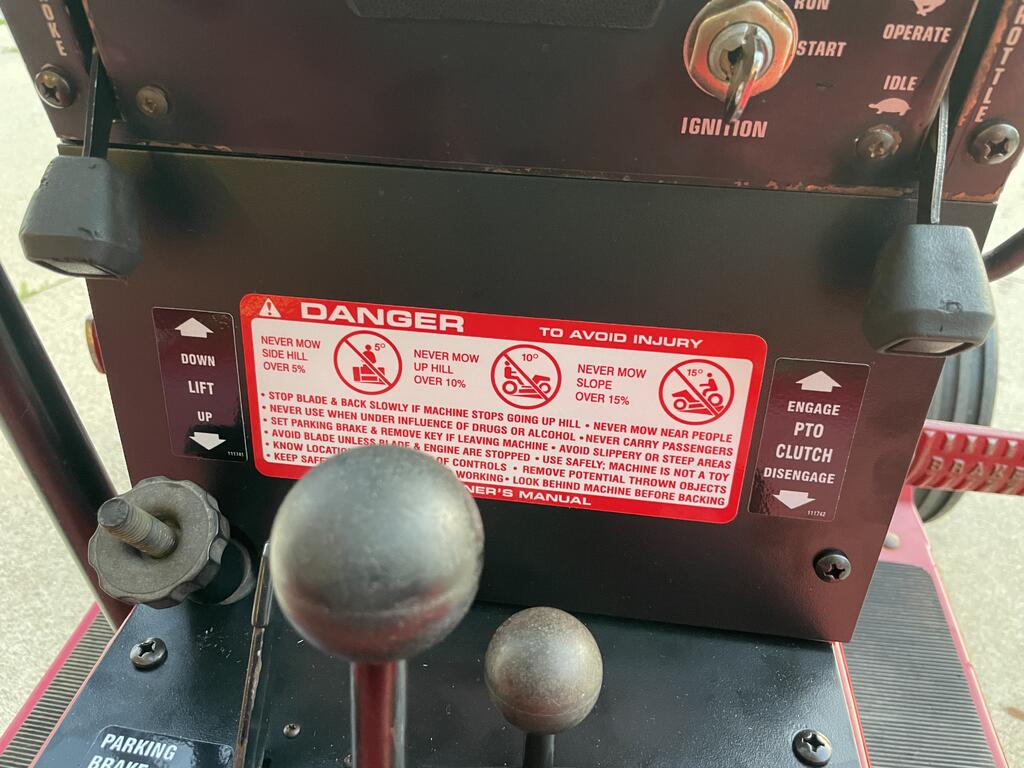 RUN
START
IGNITION
OPERATE
IDLE
DANGER
TO AVOID INJURY
NEVER MOW
SIDE HILL
OVER 5%
5°
NEVER MOW
UP HILL
OVER 10%
10°
NEVER MOW
SLOPE
OVER 15%
15°
• STOP BLADE & BACK SLOWLY IF MACHINE STOPS GOING UP HILL • NEVER MOW NEAR PEOPLE
• NEVER USE WHEN UNDER INFLUENCE OF DRUGS OR ALCOHOL • NEVER CARRY PASSENGERS
• SET PARKING BRAKE & REMOVE KEY IF LEAVING MACHINE • AVOID SLIPPERY OR STEEP AREAS
• AVOID BLADE UNLESS BLADE & ENGINE ARE STOPPED • USE SAFELY; MACHINE IS NOT A TOY
• KNOW OF CONTROLS • REMOVE POTENTIAL THROWN OBJECTS
• KEEP WORKING • LOOK BEHIND MACHINE BEFORE BACKING
MANUAL
DOWN
LIFT
UP
111741
ENGAGE
PTO
CLUTCH
DISENGAGE
111742
BRAKE
PARKING
BRAKE